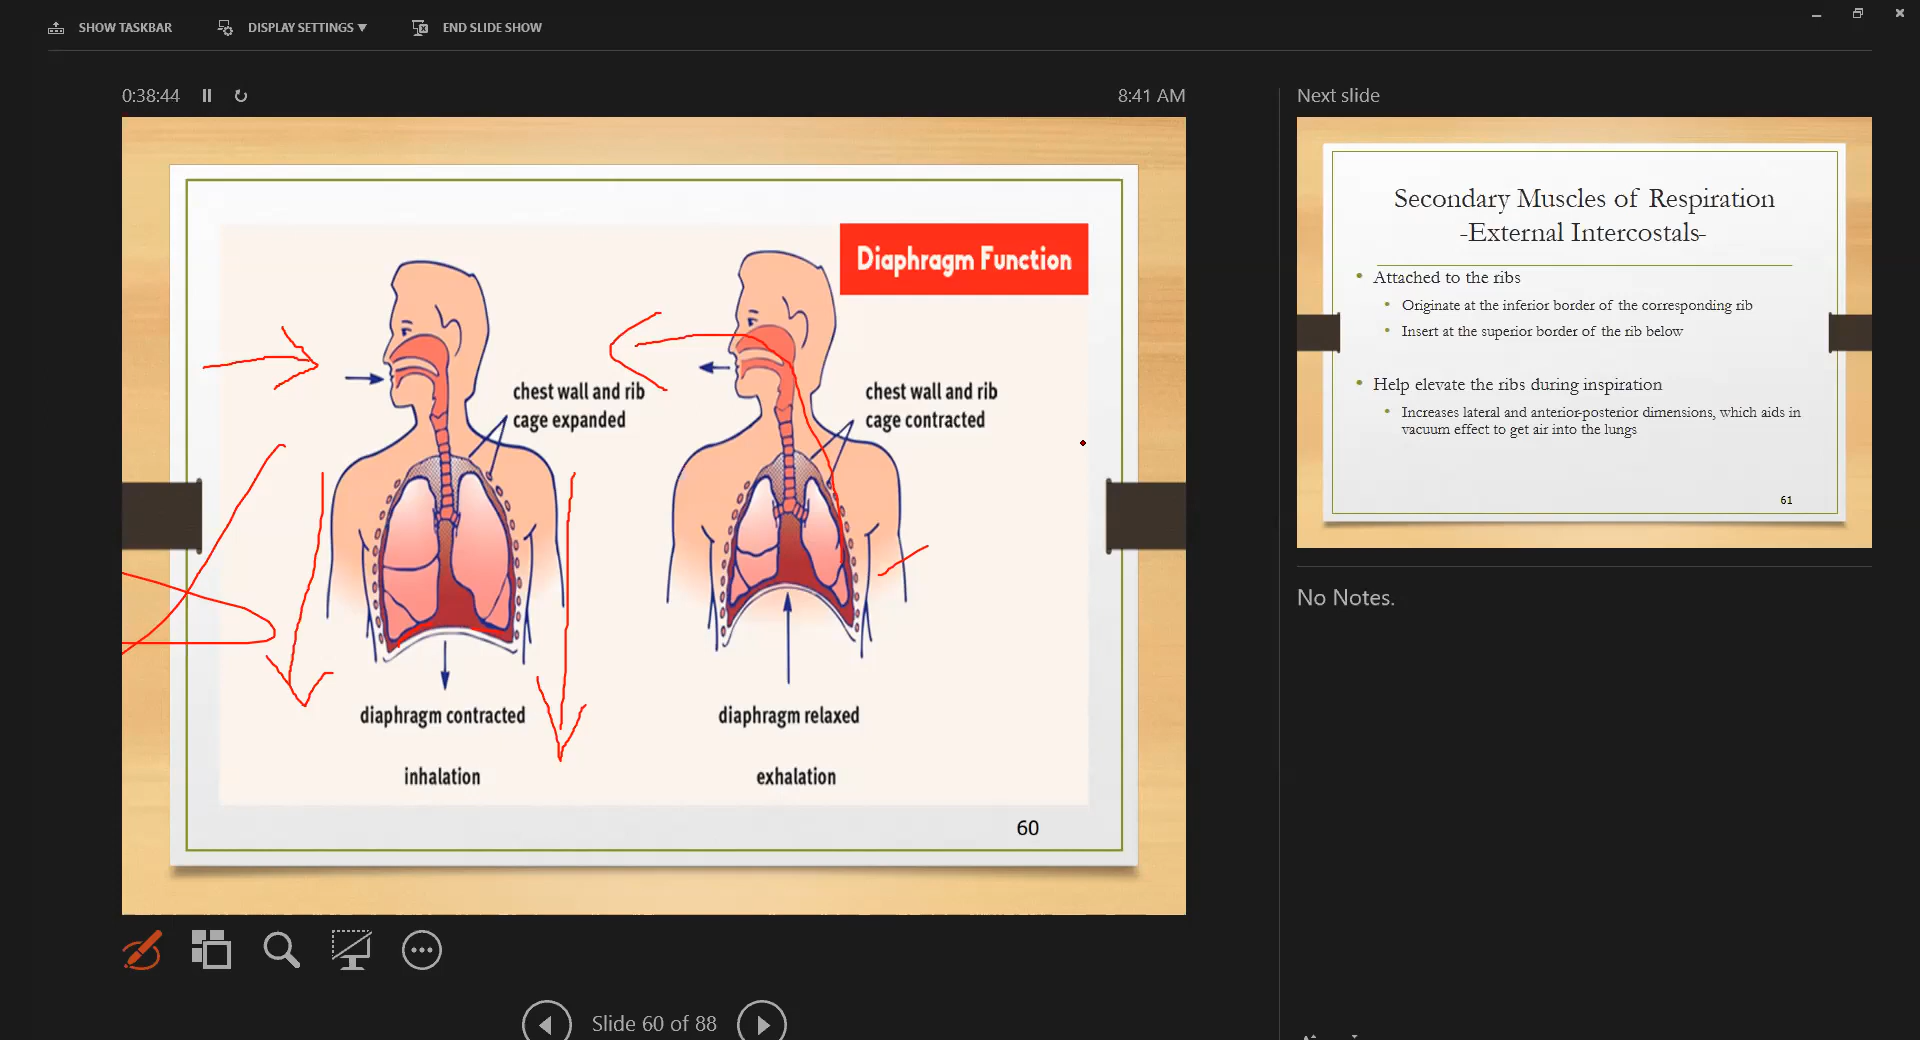 SHOW TASKBAR
DISPLAY SETTINGS ▾
END SLIDE SHOW
0:38:44
8:41 AM
Diaphragm Function
chest wall and rib
cage expanded
chest wall and rib
cage contracted
diaphragm contracted
diaphragm relaxed
inhalation
exhalation
60
Next slide
Secondary Muscles of Respiration
-External Intercostals-
• Attached to the ribs
• Originate at the inferior border of the corresponding rib
• Insert at the superior border of the rib below
• Help elevate the ribs during inspiration
• Increases lateral and anterior-posterior dimensions, which aids in
vacuum effect to get air into the lungs
61
No Notes.
Slide 60 of 88